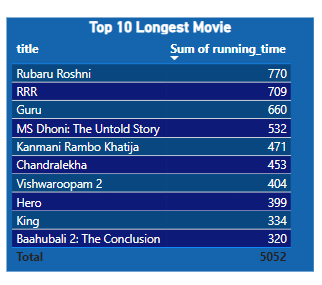 Top 10 Longest Movie
title Sum of running_time
Rubaru Roshni 770
RRR 709
Guru 660
MS Dhoni: The Untold Story 532
Kanmani Rambo Khatija 471
Chandralekha 453
Vishwaroopam 2 404
Hero 399
King 334
Baahubali 2: The Conclusion 320
Total 5052